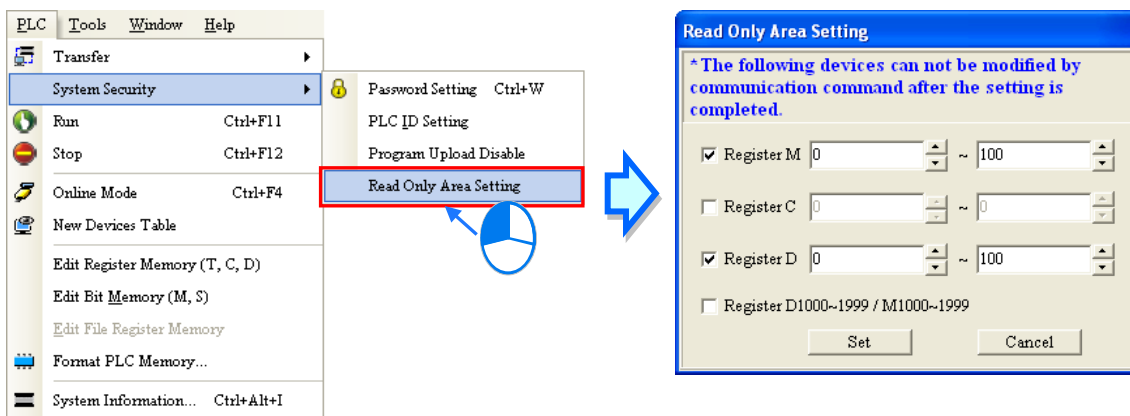 PLC Tools Window Help
Transfer
System Security
Run Ctrl+F11
Stop Ctrl+F12
Online Mode Ctrl+F4
New Devices Table
Edit Register Memory (T, C, D)
Edit Bit Memory (M, S)
Edit File Register Memory
Format PLC Memory...
System Information... Ctrl+Alt+I
Password Setting Ctrl+W
PLC ID Setting
Program Upload Disable
Read Only Area Setting
Read Only Area Setting
*The following devices can not be modified by
communication command after the setting is
completed.
Register M 0 ~ 100
Register C 0 ~ 0
Register D 0 ~ 100
Register D1000~1999 / M1000~1999
Set Cancel